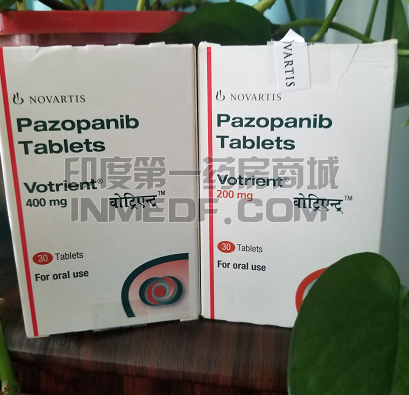 NOVARTIS
Pazopanib
Tablets
Votrient®
400 mg
वोट्रिएन्ट™
30 Tablets
For oral use
NOVARTIS
NOVARTIS
Pazopanib
Tablets
Votrient®
200 mg
वोट्रिएन्ट™
30 Tablets
For oral use
印度第一药房商城
INMEDF.COM